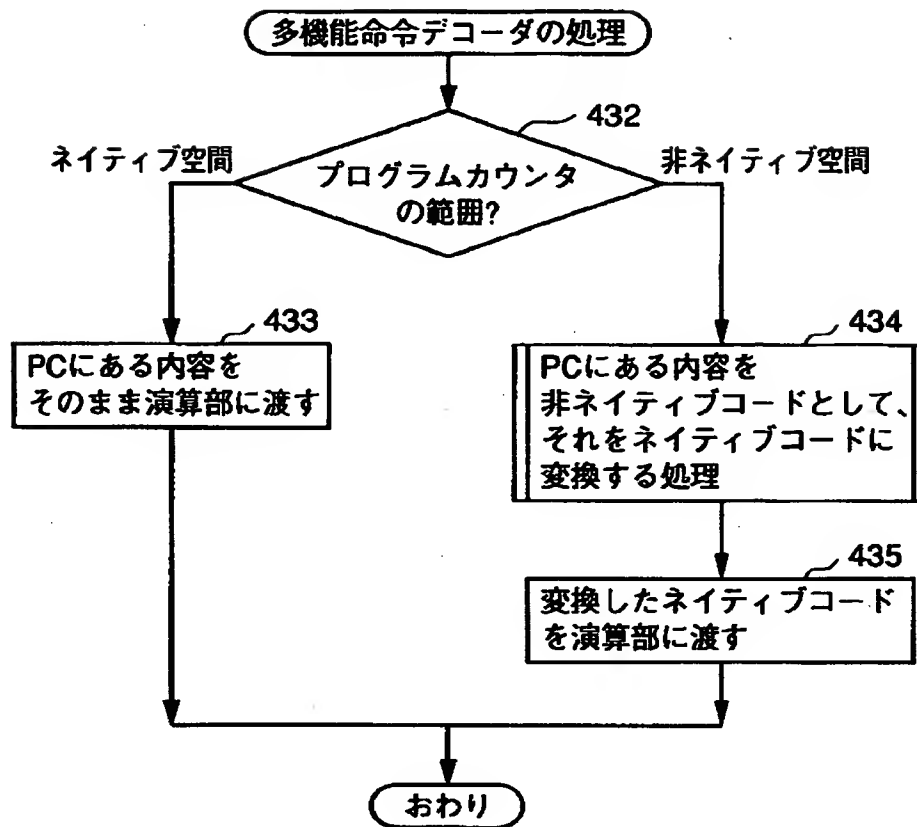 多機能命令デコーダの処理
432
ネイティブ空間
非ネイティブ空間
プログラムカウンタ
の範囲?
433
PCにある内容を
そのまま演算部に渡す
434
PCにある内容を
非ネイティブコードとして、
それをネイティブコードに
変換する処理
435
変換したネイティブコード
を演算部に渡す
おわり